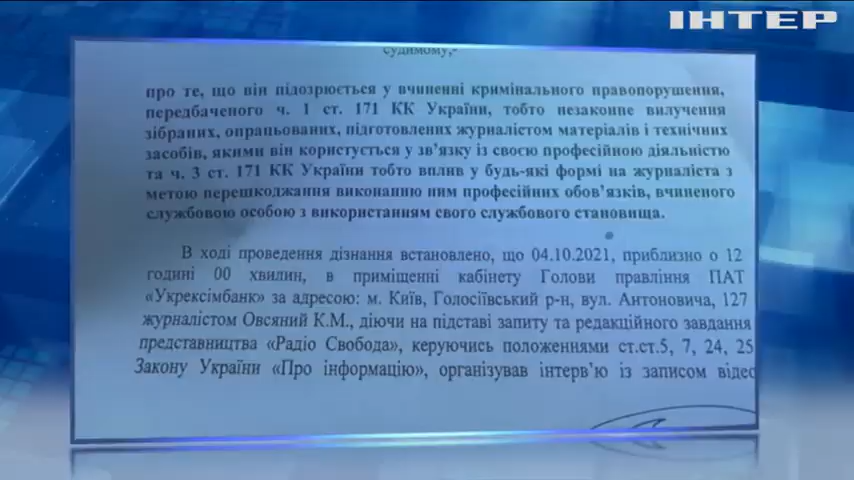 ІНТЕР
судимому,-
про те, що він підозрюється у вчиненні кримінального правопорушення,
передбаченого ч. 1 ст. 171 КК України, тобто незаконне вилучення
зібраних, опрацьованих, підготовлених журналістом матеріалів і технічних
засобів, якими він користується у зв’язку із своєю професійною діяльністю
та ч. 3 ст. 171 КК України тобто вплив у будь-які формі на журналіста з
метою перешкоджання виконанню ним професійних обов’язків, вчиненого
службовою особою з використанням свого службового становища.
В ході проведення дізнання встановлено, що 04.10.2021, приблизно о 12
годині 00 хвилин, в приміщенні кабінету Голови правління ПАТ
«Укрексімбанк» за адресою: м. Київ, Голосіївський р-н, вул. Антоновича, 127
журналістом Овсяний К.М., діючи на підставі запиту та редакційного завдання
представництва «Радіо Свобода», керуючись положеннями ст.ст.5, 7, 24, 25
Закону України «Про інформацію», організував інтерв’ю із записом відео